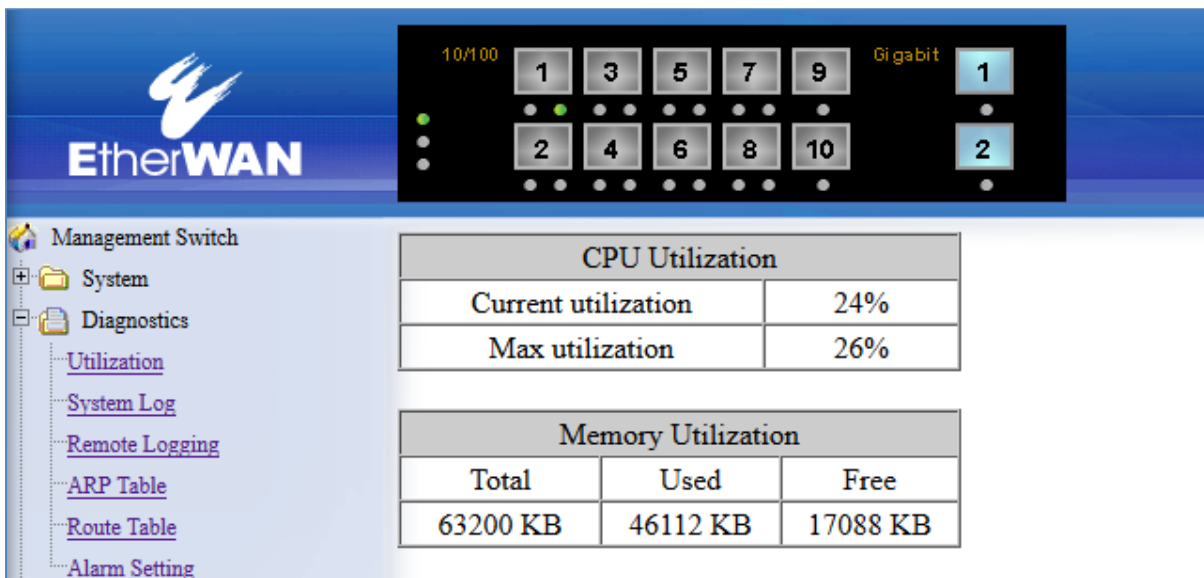 10/100 1 3 5 7 9 Gigabit 1
2 4 6 8 10 2
EtherWAN
Management Switch
System
Diagnostics
Utilization
System Log
Remote Logging
ARP Table
Route Table
Alarm Setting
CPU Utilization
Current utilization 24%
Max utilization 26%
Memory Utilization
Total Used Free
63200 KB 46112 KB 17088 KB